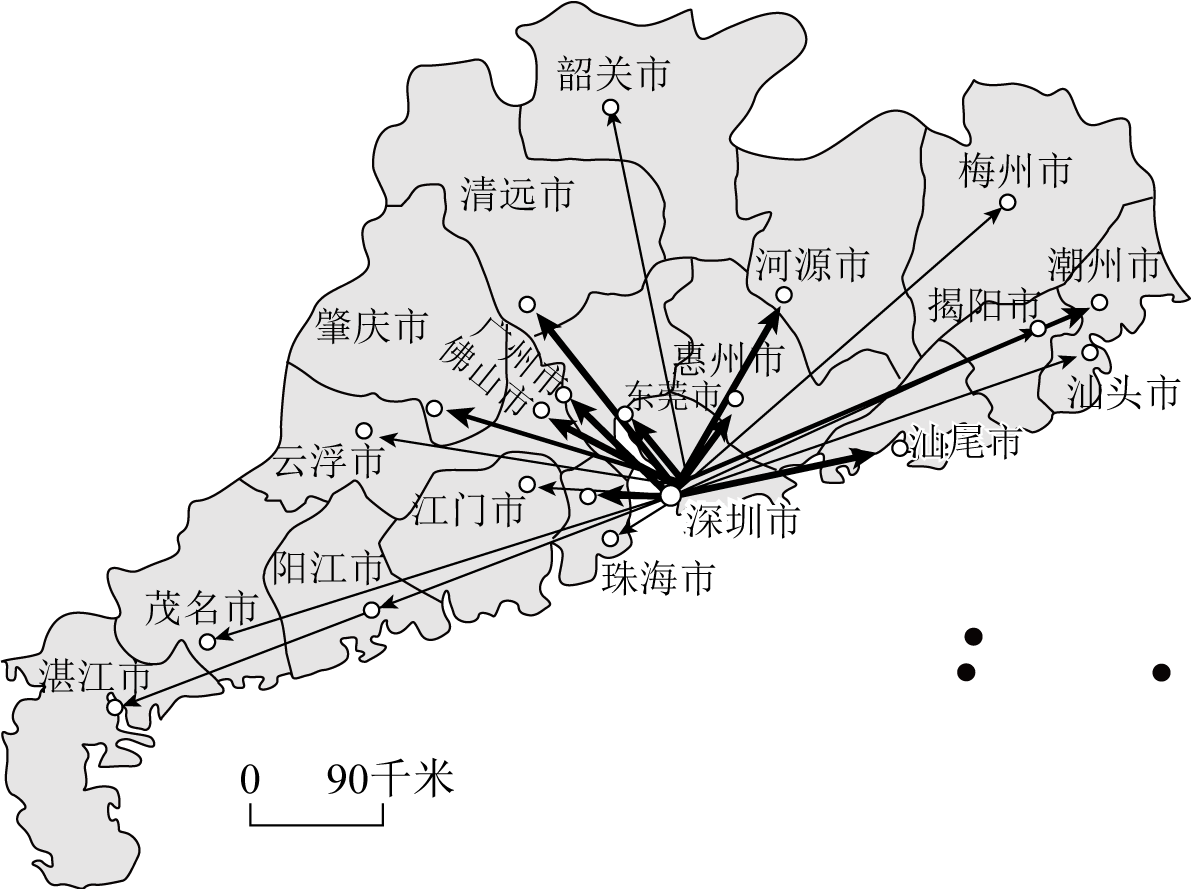 韶关市
梅州市
清远市
河源市
潮州市
揭阳市
肇庆市
广州市
佛山市
惠州市
东莞市
汕头市
汕尾市
云浮市
江门市
深圳市
阳江市
珠海市
茂名市
湛江市
0 90千米